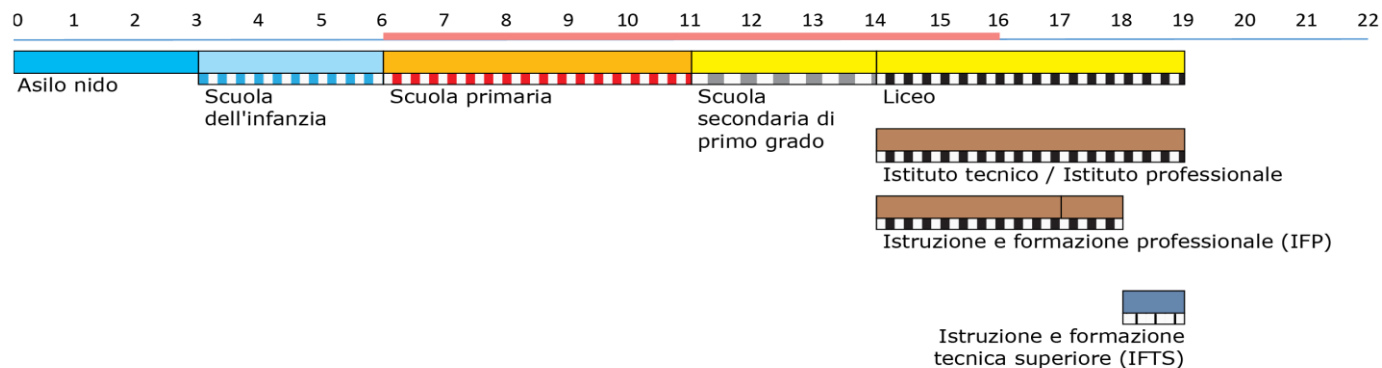 0 1 2 3 4 5 6 7 8 9 10 11 12 13 14 15 16 17 18 19 20 21 22
Asilo nido
Scuola
dell'infanzia
Scuola primaria
Scuola
secondaria di
primo grado
Liceo
Istituto tecnico / Istituto professionale
Istruzione e formazione professionale (IFP)
Istruzione e formazione
tecnica superiore (IFTS)